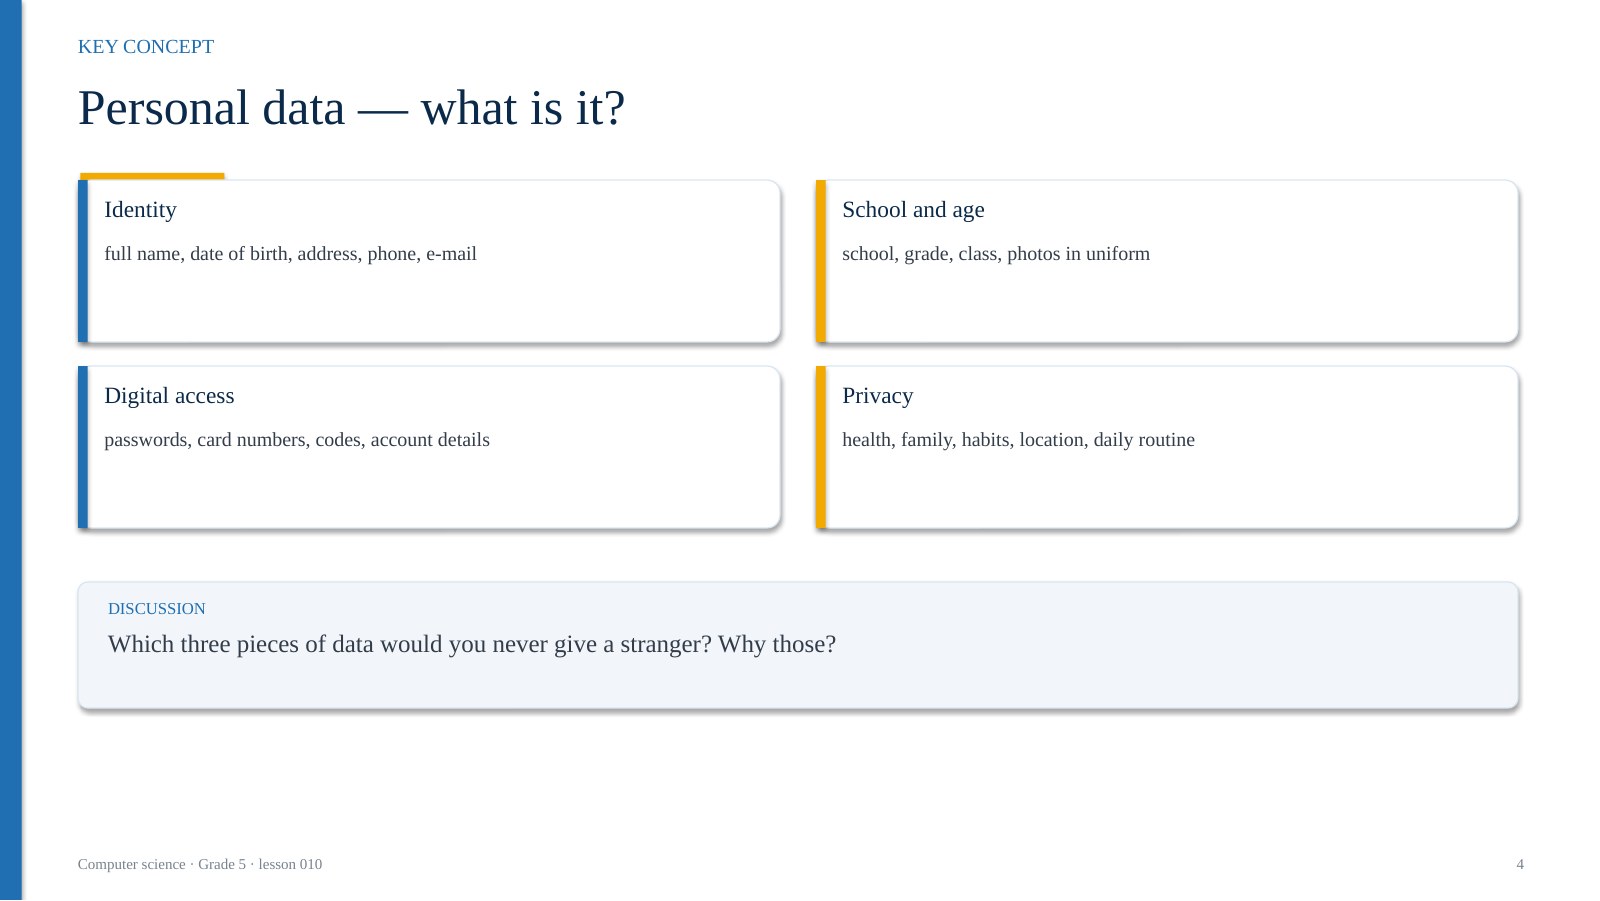 KEY CONCEPT
Personal data — what is it?
Identity
full name, date of birth, address, phone, e-mail
School and age
school, grade, class, photos in uniform
Digital access
passwords, card numbers, codes, account details
Privacy
health, family, habits, location, daily routine
DISCUSSION
Which three pieces of data would you never give a stranger? Why those?
Computer science · Grade 5 · lesson 010
4